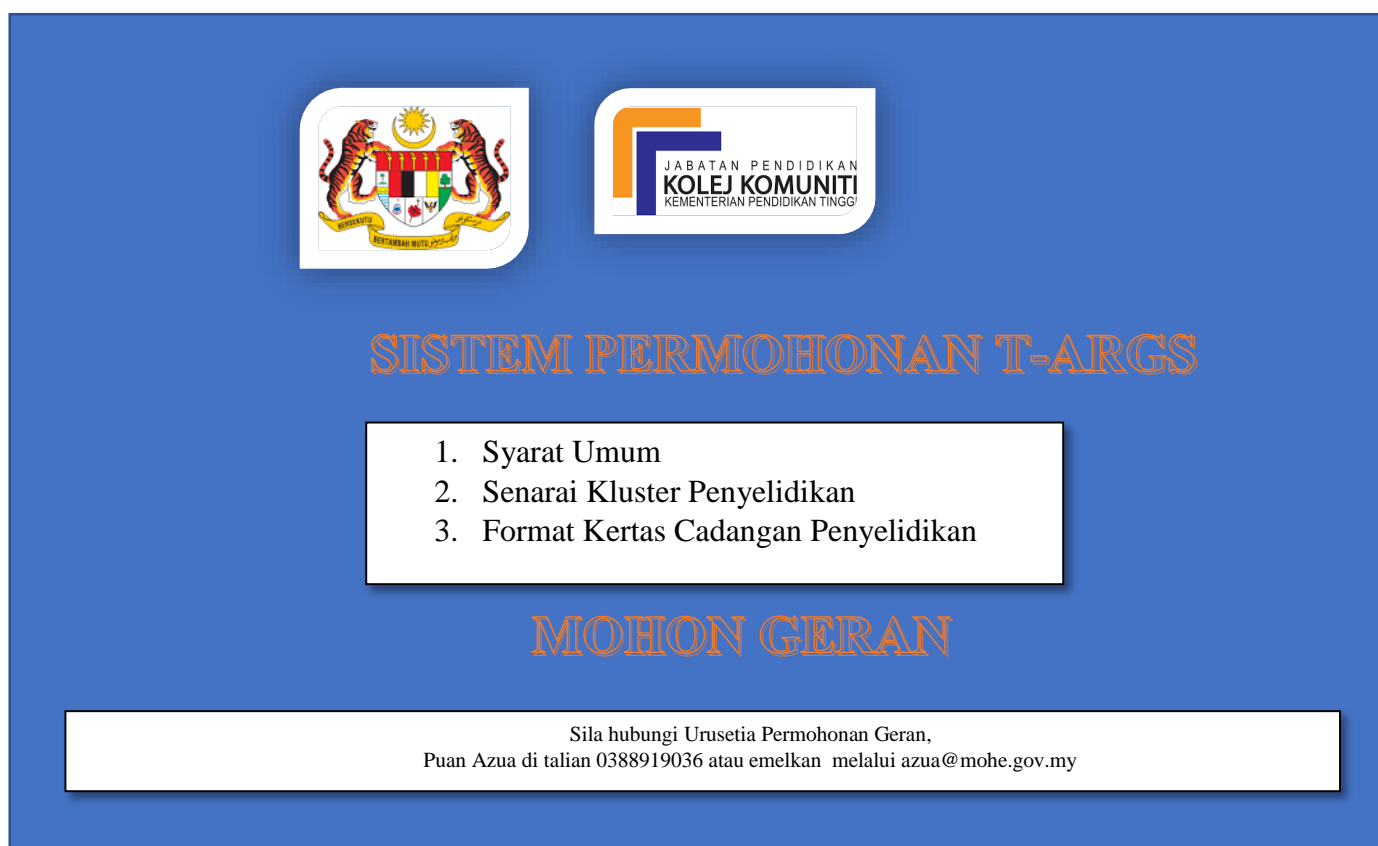 BERSEKUTU
BERTAMBAH MUTU
JABATAN PENDIDIKAN
KOLEJ KOMUNITI
KEMENTERIAN PENDIDIKAN TINGGI
SISTEM PERMOHONAN T-ARGS
1. Syarat Umum
2. Senarai Kluster Penyelidikan
3. Format Kertas Cadangan Penyelidikan
MOHON GERAN
Sila hubungi Urusetia Permohonan Geran,
Puan Azua di talian 0388919036 atau emelkan melalui azua@mohe.gov.my